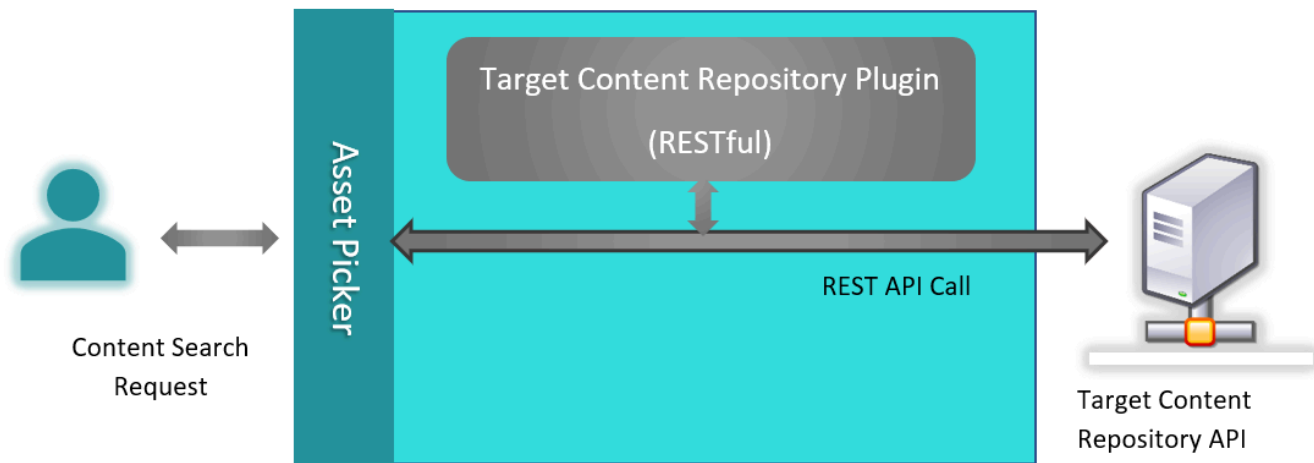 Target Content Repository Plugin
(RESTful)
Asset Picker
REST API Call
Content Search
Request
Target Content
Repository API